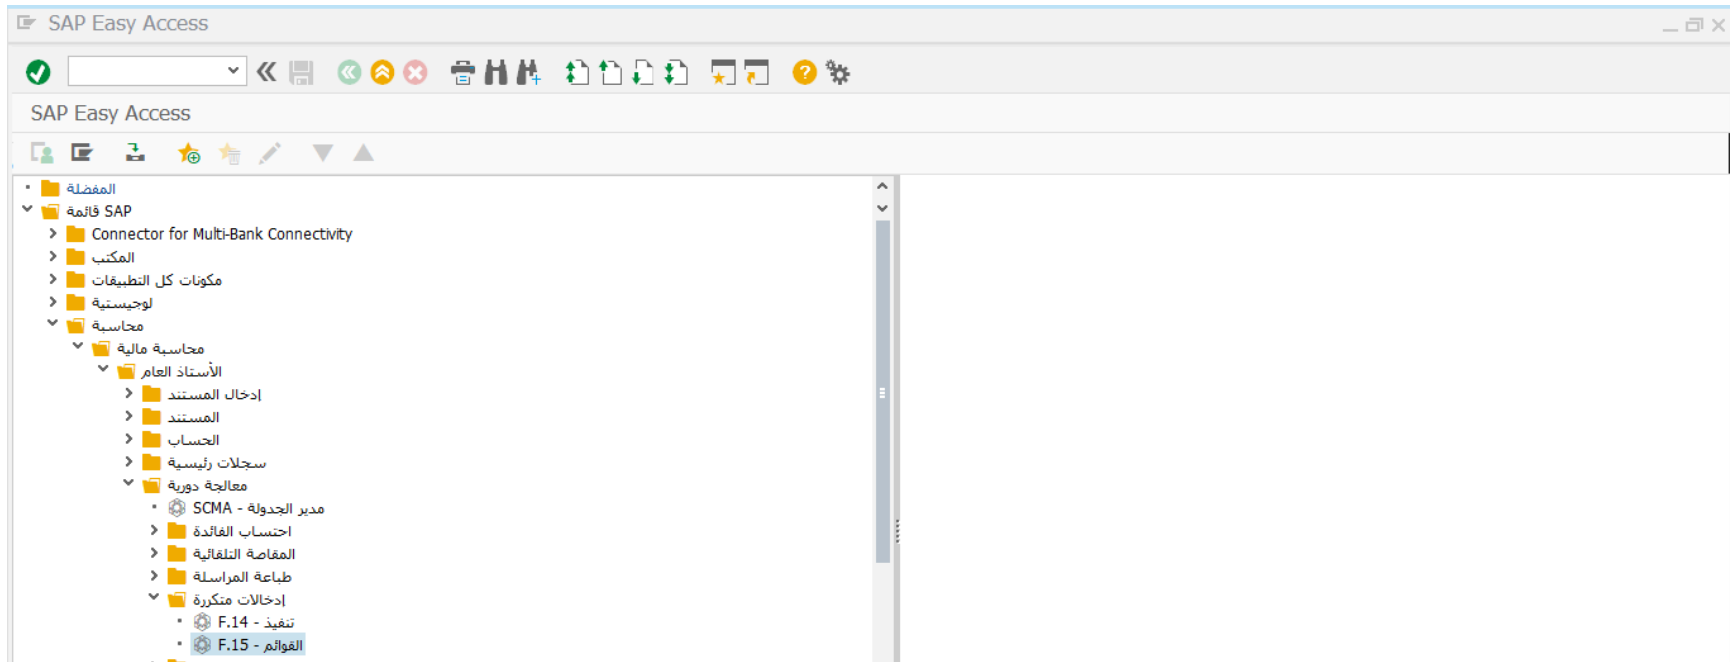 SAP Easy Access
SAP Easy Access
المفضلة
قائمة SAP
Connector for Multi-Bank Connectivity
المكتب
مكونات كل التطبيقات
لوجيستية
محاسبة
محاسبة مالية
الأستاذ العام
إدخال المستند
المستند
الحساب
سجلات رئيسية
معالجة دورية
SCMA - مدير الجدولة
احتساب الفائدة
المقاصة التلقائية
طباعة المراسلة
إدخالات متكررة
F.14 - تنفيذ
F.15 - القوائم